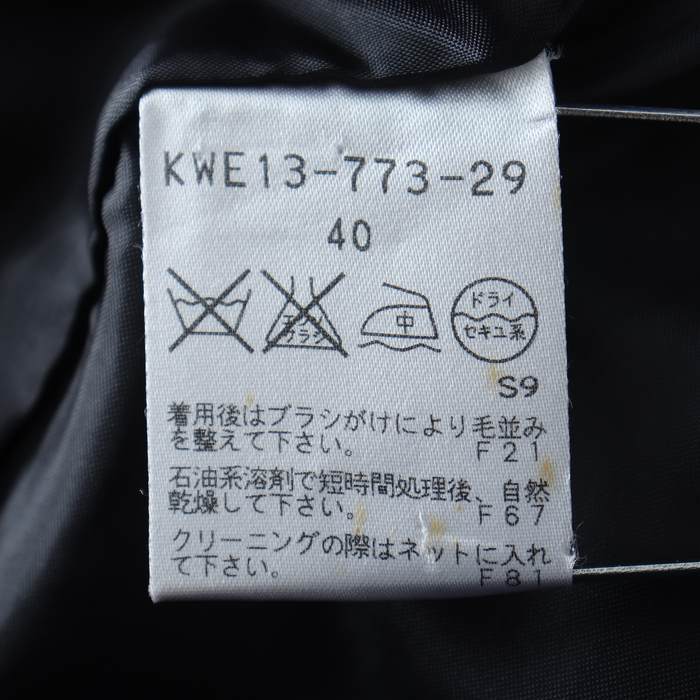 KWE13-773-29
40
エンソ
サラシ
中
ドライ
セキユ系
S9
着用後はブラシがけにより毛並み
を整えて下さい。 F21
石油系溶剤で短時間処理後、自然
乾燥して下さい。 F67
クリーニングの際はネットに入れ
て下さい。 F81